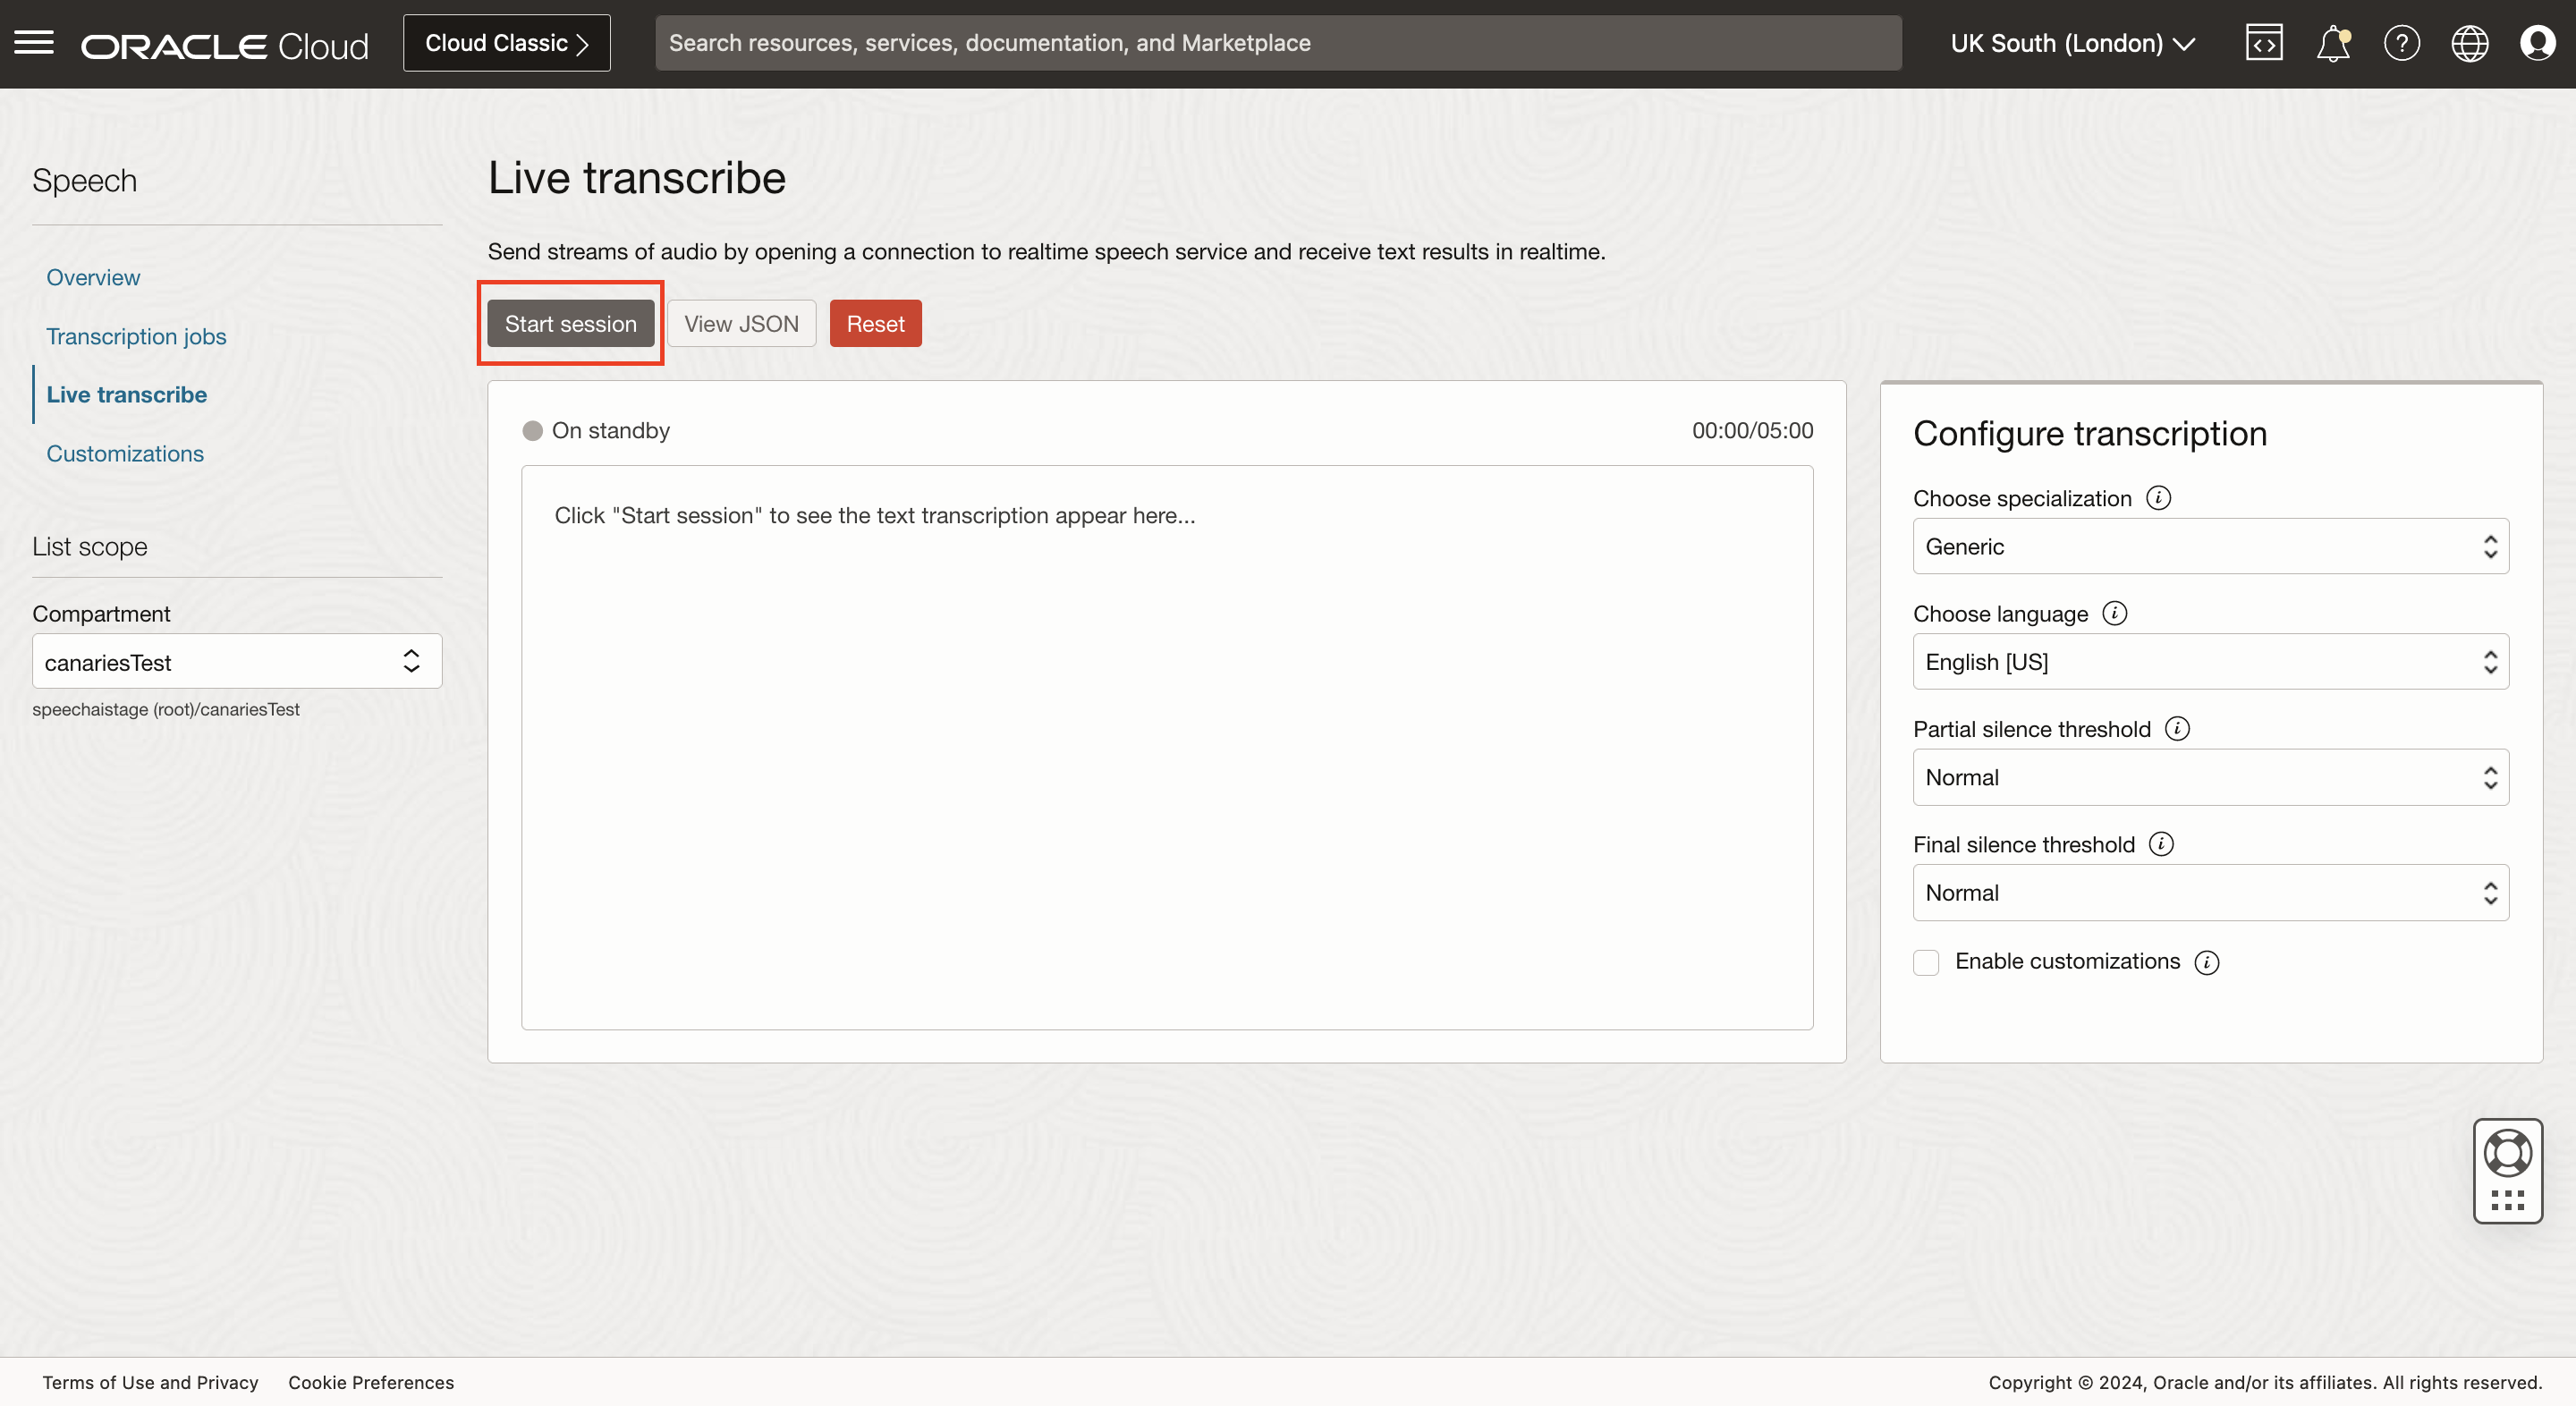 ORACLE Cloud
Cloud Classic
Search resources, services, documentation, and Marketplace
UK South (London)
Speech
Overview
Transcription jobs
Live transcribe
Customizations
List scope
Compartment
canariesTest
speechaistage (root)/canariesTest
Live transcribe
Send streams of audio by opening a connection to realtime speech service and receive text results in realtime.
Start session
View JSON
Reset
On standby
00:00/05:00
Click "Start session" to see the text transcription appear here...
Configure transcription
Choose specialization
Generic
Choose language
English [US]
Partial silence threshold
Normal
Final silence threshold
Normal
Enable customizations
Terms of Use and Privacy
Cookie Preferences
Copyright © 2024, Oracle and/or its affiliates. All rights reserved.